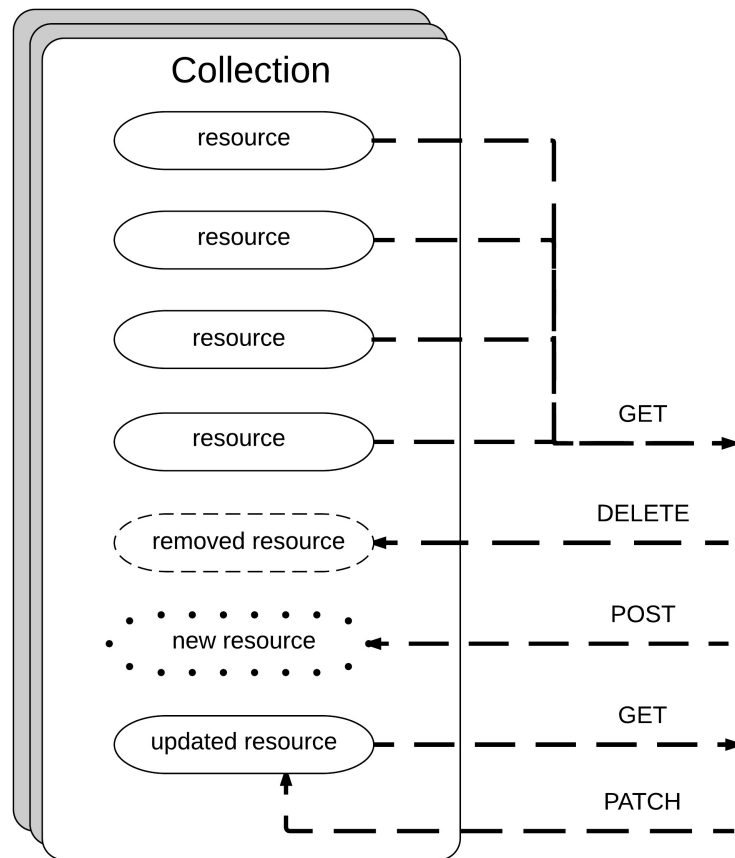 Collection
resource
resource
resource
resource
GET
removed resource
DELETE
new resource
POST
updated resource
GET
PATCH